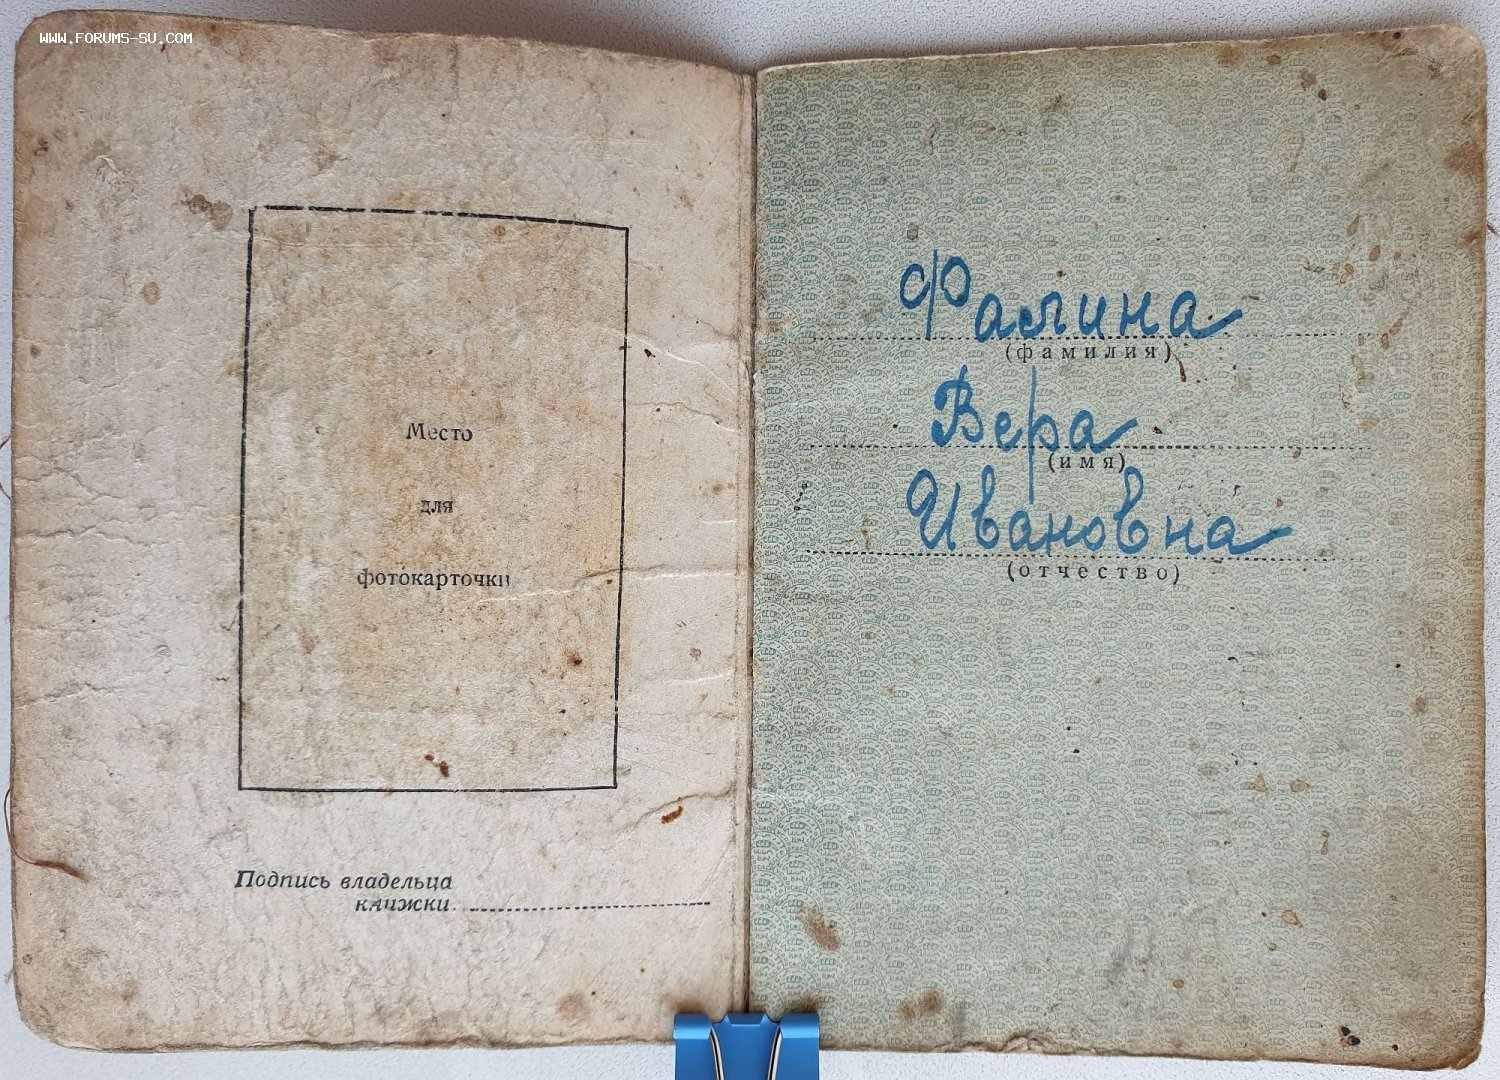 WWW.FORUMS-SU.COM
Место
для
фотокарточки
Подпись владельца
книжки
Фалина
(фамилия)
Вера
(имя)
Ивановна
(отчество)